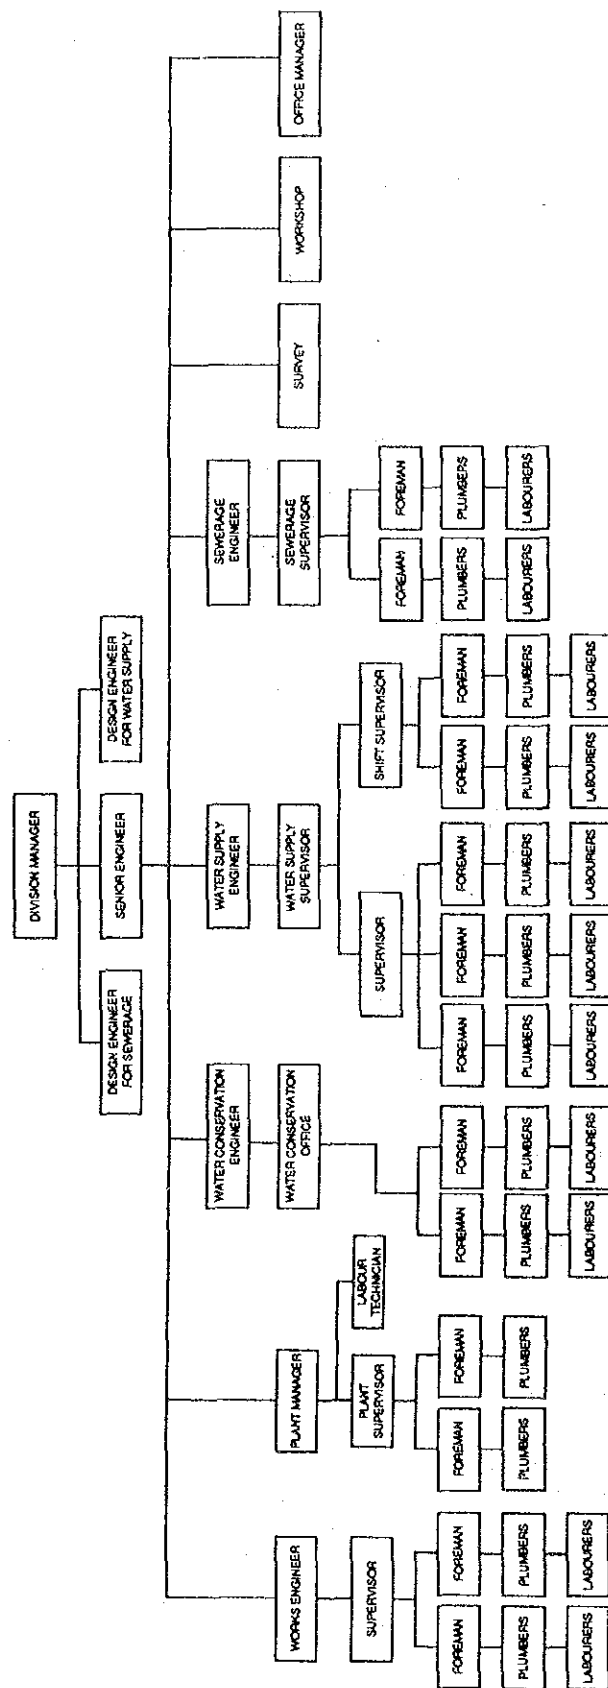 DIVISION MANAGER
DESIGN ENGINEER
FOR SEWERAGE
SENIOR ENGINEER
DESIGN ENGINEER
FOR WATER SUPPLY
WATER CONSERVATION
ENGINEER
WATER SUPPLY
ENGINEER
SEWERAGE
ENGINEER
WORKS ENGINEER
PLANT MANAGER
WATER CONSERVATION
OFFICE
WATER SUPPLY
SUPERVISOR
SEWERAGE
SUPERVISOR
SURVEY
WORKSHOP
OFFICE MANAGER
SUPERVISOR
PLANT
SUPERVISOR
LABOUR
TECHNICIAN
SUPERVISOR
SHIFT SUPERVISOR
FOREMAN
FOREMAN
FOREMAN
FOREMAN
FOREMAN
FOREMAN
FOREMAN
FOREMAN
FOREMAN
FOREMAN
FOREMAN
FOREMAN
FOREMAN
PLUMBERS
PLUMBERS
PLUMBERS
PLUMBERS
PLUMBERS
PLUMBERS
PLUMBERS
PLUMBERS
PLUMBERS
PLUMBERS
PLUMBERS
PLUMBERS
PLUMBERS
LABOURERS
LABOURERS
LABOURERS
LABOURERS
LABOURERS
LABOURERS
LABOURERS
LABOURERS
LABOURERS
LABOURERS
LABOURERS